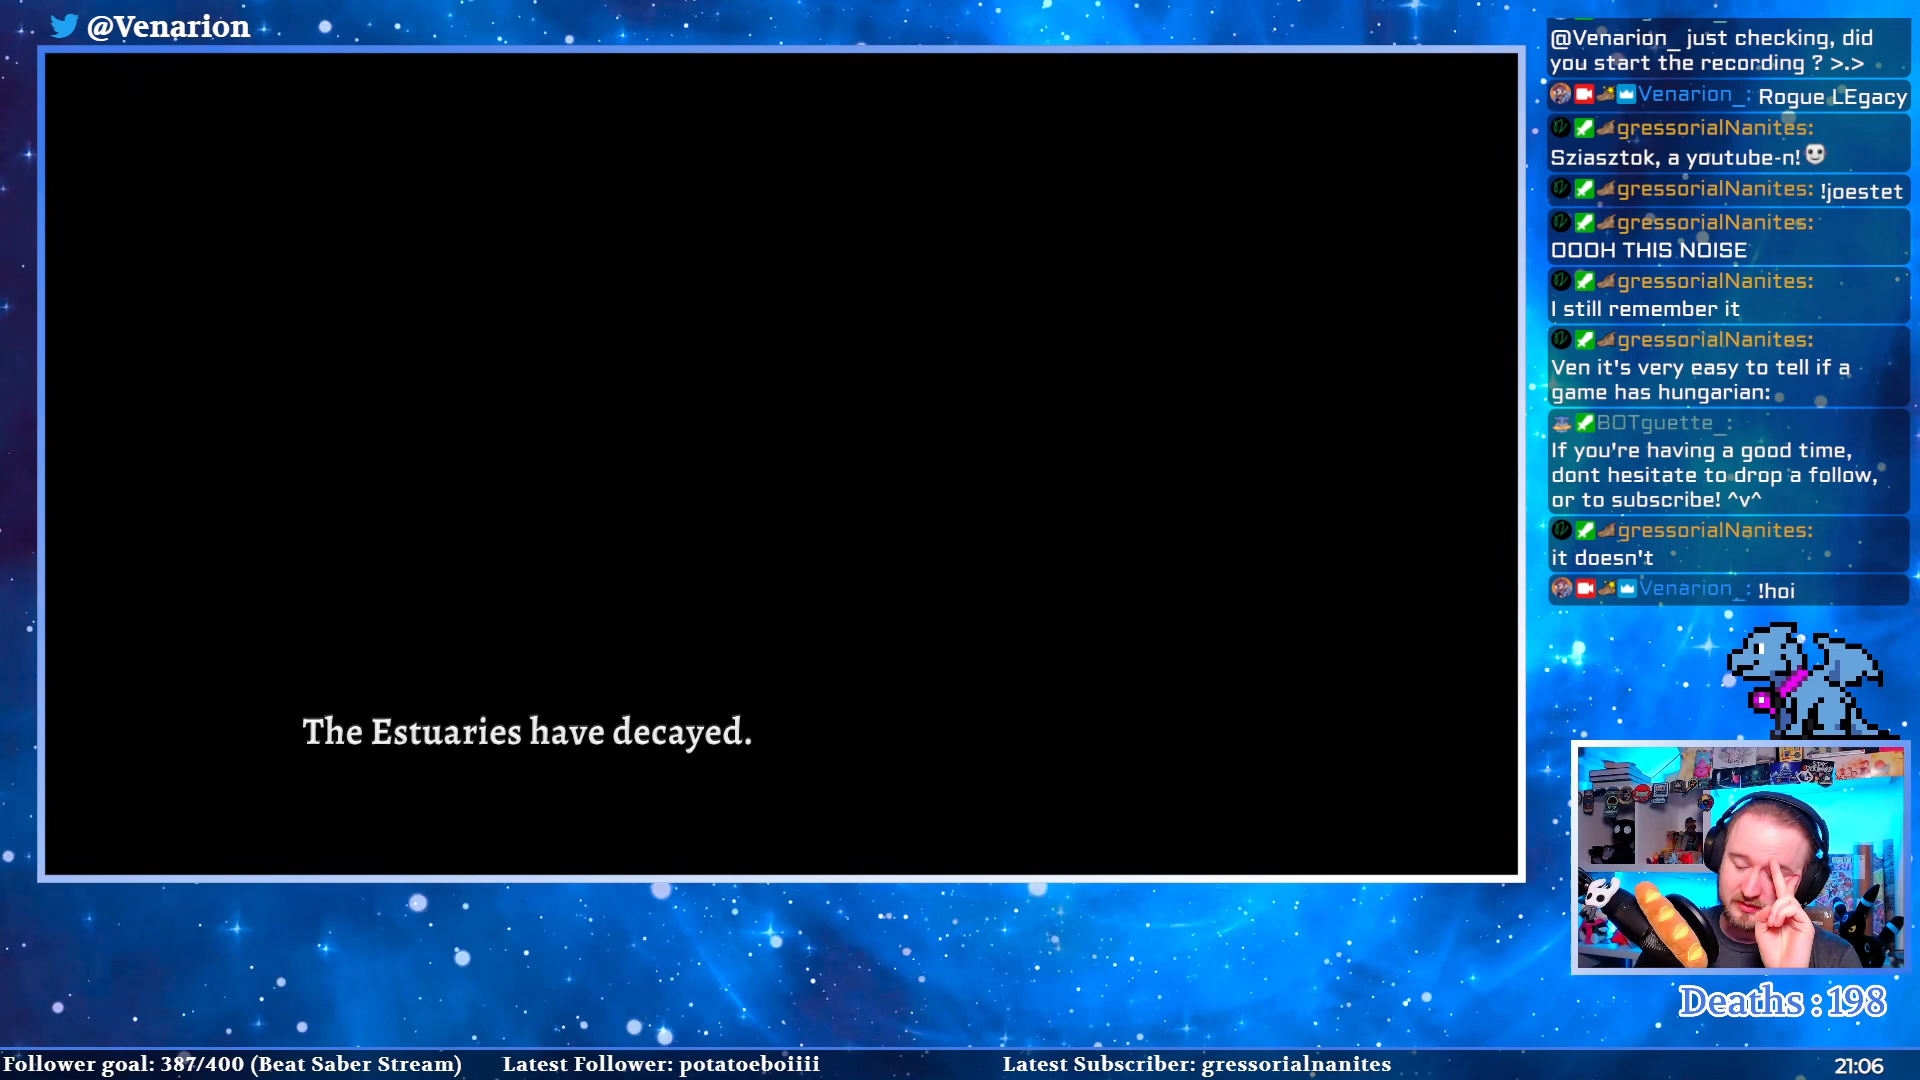 @Venarion
@Venarion_ just checking, did
you start the recording ? >.>
Venarion_: Rogue LEgacy
gressorialNanites:
Sziasztok, a youtube-n!
gressorialNanites: !joestet
gressorialNanites:
OOOH THIS NOISE
gressorialNanites:
I still remember it
gressorialNanites:
Ven it's very easy to tell if a
game has hungarian:
BOTguette_:
If you're having a good time,
dont hesitate to drop a follow,
or to subscribe! ^v^
gressorialNanites:
it doesn't
Venarion_: !hoi
The Estuaries have decayed.
Deaths : 198
Follower goal: 387/400 (Beat Saber Stream)
Latest Follower: potatoeboiiii
Latest Subscriber: gressorialnanites
21:06